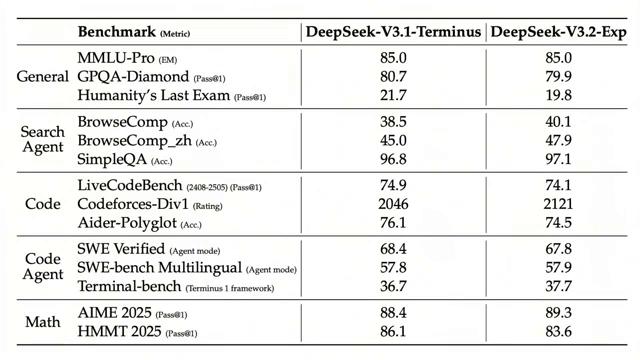 Benchmark (Metric) DeepSeek-V3.1-Terminus DeepSeek-V3.2-Exp
General
MMLU-Pro (EM) 85.0 85.0
GPQA-Diamond (Pass@1) 80.7 79.9
Humanity's Last Exam (Pass@1) 21.7 19.8
Search Agent
BrowseComp (Acc.) 38.5 40.1
BrowseComp_zh (Acc.) 45.0 47.9
SimpleQA (Acc.) 96.8 97.1
Code
LiveCodeBench (2408-2505) (Pass@1) 74.9 74.1
Codeforces-Div1 (Rating) 2046 2121
Aider-Polyglot (Acc.) 76.1 74.5
Code Agent
SWE Verified (Agent mode) 68.4 67.8
SWE-bench Multilingual (Agent mode) 57.8 57.9
Terminal-bench (Terminus 1 framework) 36.7 37.7
Math
AIME 2025 (Pass@1) 88.4 89.3
HMMT 2025 (Pass@1) 86.1 83.6